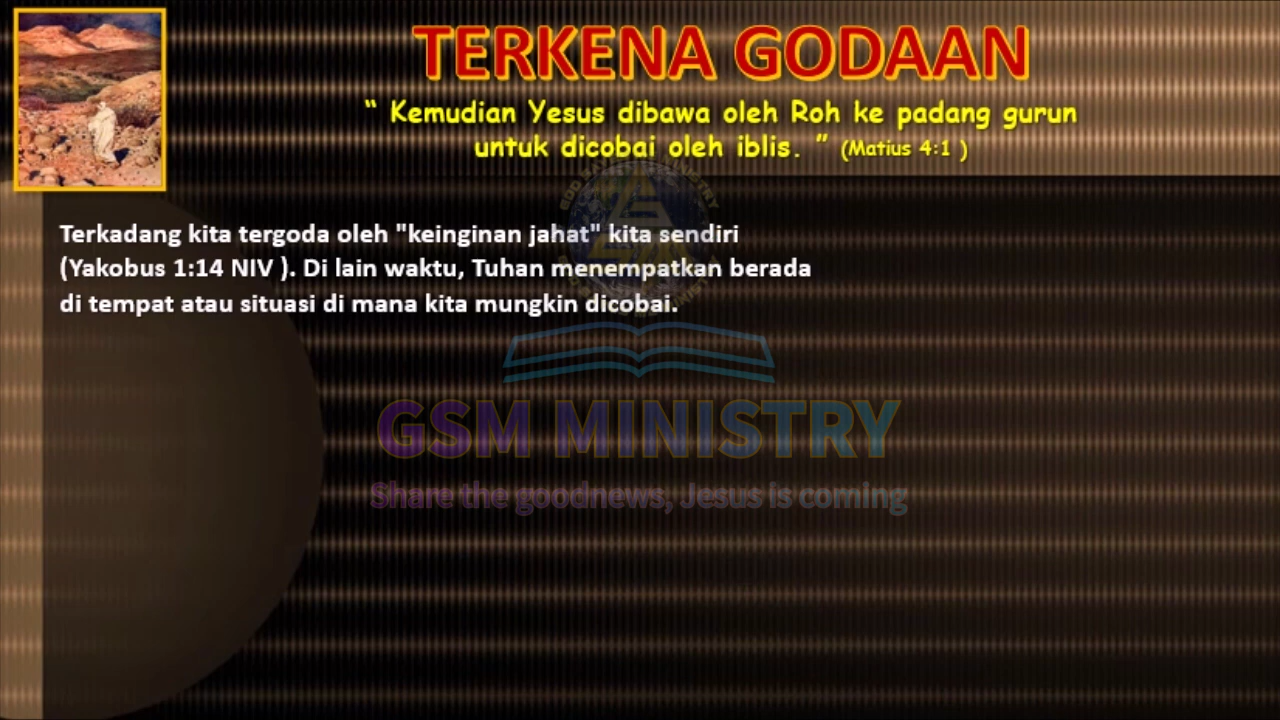 TERKENA GODAAN
“ Kemudian Yesus dibawa oleh Roh ke padang gurun
untuk dicobai oleh iblis. ” (Matius 4:1 )
Terkadang kita tergoda oleh "keinginan jahat" kita sendiri
(Yakobus 1:14 NIV ). Di lain waktu, Tuhan menempatkan berada
di tempat atau situasi di mana kita mungkin dicobai.
GSM MINISTRY
Share the goodnews, Jesus is coming